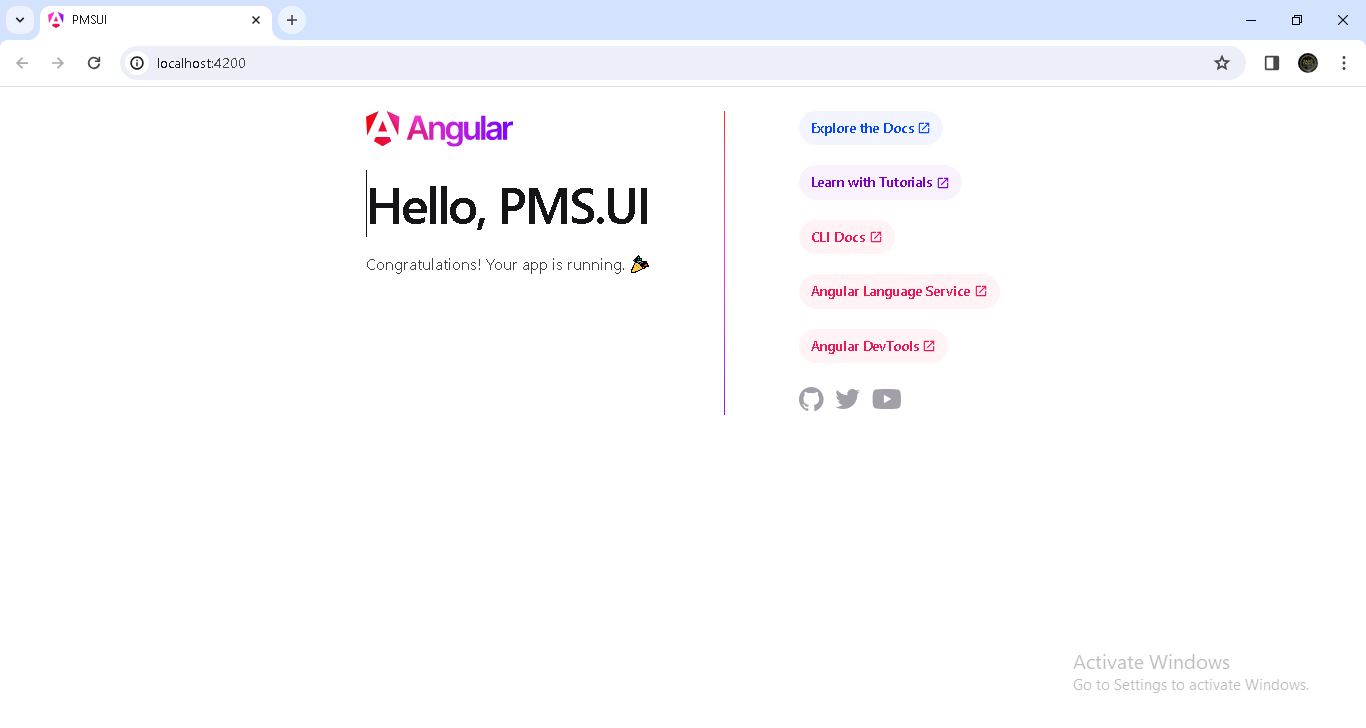 PMSUI
localhost:4200
Angular
Hello, PMS.UI
Congratulations! Your app is running. 🎉
Explore the Docs
Learn with Tutorials
CLI Docs
Angular Language Service
Angular DevTools
Activate Windows
Go to Settings to activate Windows.